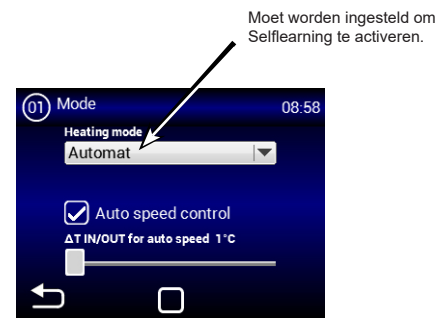 Moet worden ingesteld om
Selflearning te activeren.
01 Mode 08:58
Heating mode
Automat
Auto speed control
ΔT IN/OUT for auto speed 1°C